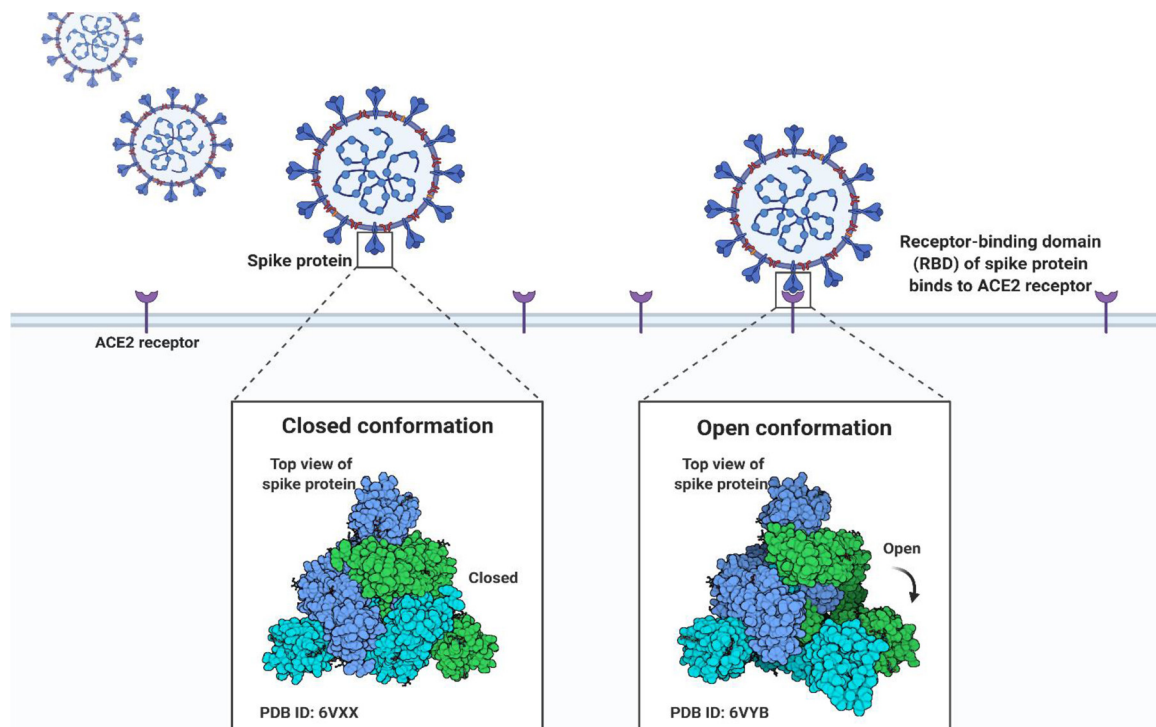 Spike protein
Receptor-binding domain
(RBD) of spike protein
binds to ACE2 receptor
ACE2 receptor
Closed conformation
Top view of
spike protein
Closed
PDB ID: 6VXX
Open conformation
Top view of
spike protein
Open
PDB ID: 6VYB